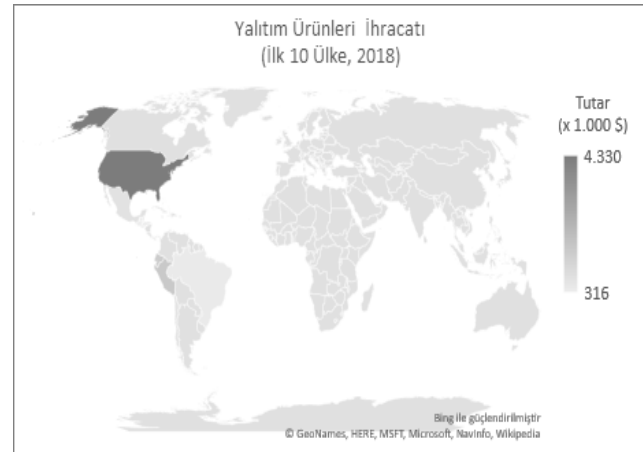 Yalıtım Ürünleri İhracatı
(İlk 10 Ülke, 2018)
Tutar
(x 1.000 $)
4.330
316
Bing ile güçlendirilmiştir
© GeoNames, HERE, MSFT, Microsoft, NavInfo, Wikipedia